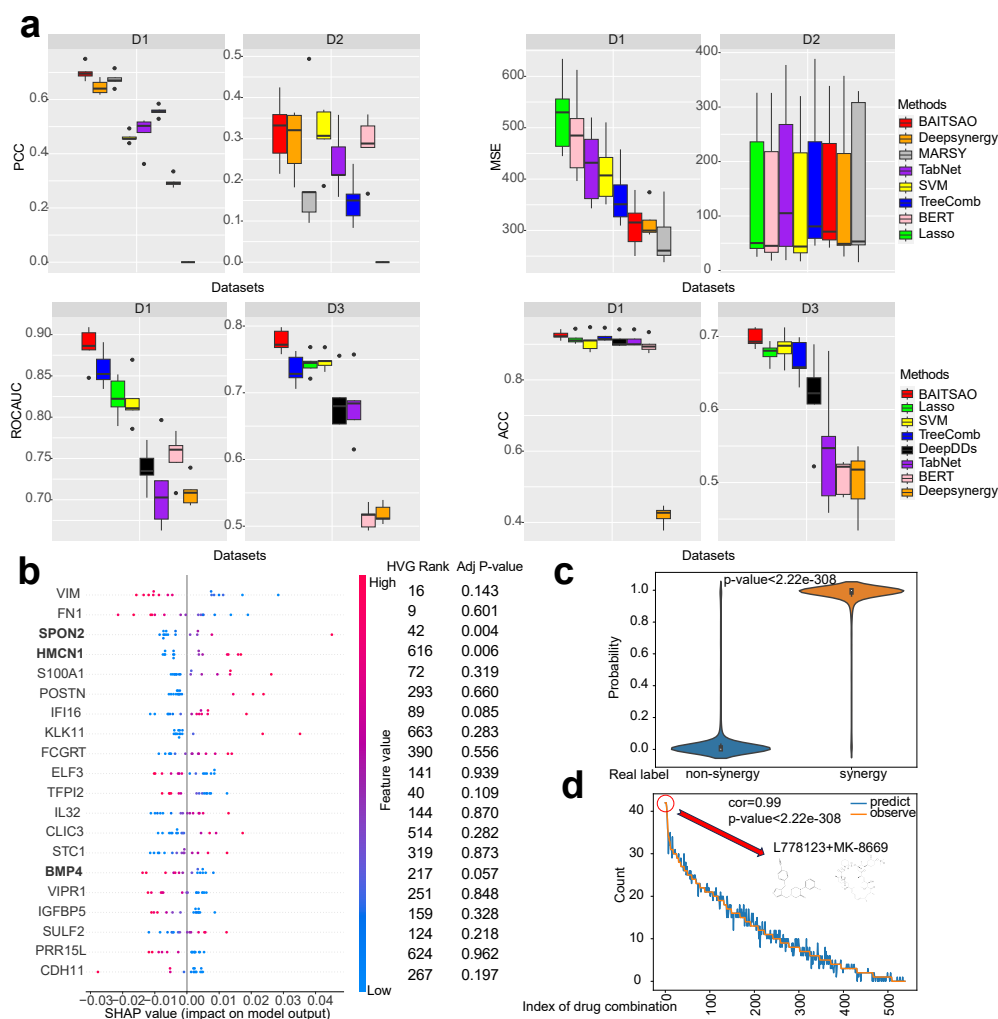 a
D1
D2
PCC
0.6
0.4
0.2
0.0
0.5
0.4
0.3
0.2
0.1
0.0
Datasets
D1
D2
MSE
600
500
400
300
400
300
200
100
0
Datasets
Methods
BAITSAO
Deepsynergy
MARSY
TabNet
SVM
TreeComb
BERT
Lasso
D1
D3
ROCAUC
0.90
0.85
0.80
0.75
0.70
0.8
0.7
0.6
0.5
Datasets
D1
D3
ACC
0.8
0.6
0.4
0.7
0.6
0.5
Datasets
Methods
BAITSAO
Lasso
SVM
TreeComb
DeepDDs
TabNet
BERT
Deepsynergy
b
High
HVG Rank Adj P-value
VIM 16 0.143
FN1 9 0.601
SPON2 42 0.004
HMCN1 616 0.006
S100A1 72 0.319
POSTN 293 0.660
IFI16 89 0.085
KLK11 663 0.283
FCGRT 390 0.556
ELF3 141 0.939
TFPI2 40 0.109
IL32 144 0.870
CLIC3 514 0.282
STC1 319 0.873
BMP4 217 0.057
VIPR1 251 0.848
IGFBP5 159 0.328
SULF2 124 0.218
PRR15L 624 0.962
CDH11 267 0.197
Feature value
Low
−0.03 −0.02 −0.01 0.00 0.01 0.02 0.03 0.04
SHAP value (impact on model output)
c
p-value<2.22e-308
Probability
1.0
0.8
0.6
0.4
0.2
0.0
Real label
non-synergy
synergy
d
cor=0.99
p-value<2.22e-308
predict
observe
L778123+MK-8669
Count
40
30
20
10
0
0 100 200 300 400 500
Index of drug combination